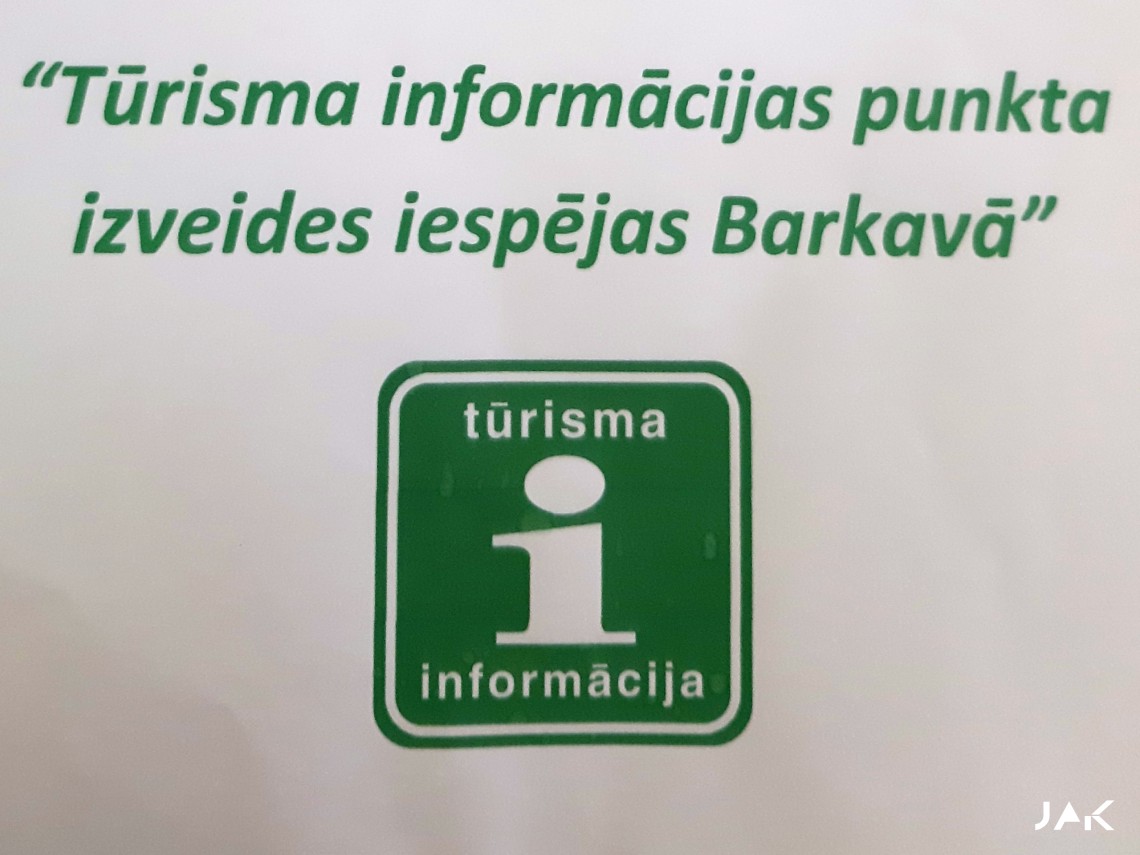 “Tūrisma informācijas punkta
izveides iespējas Barkavā”
tūrisma
i
informācija
JAK